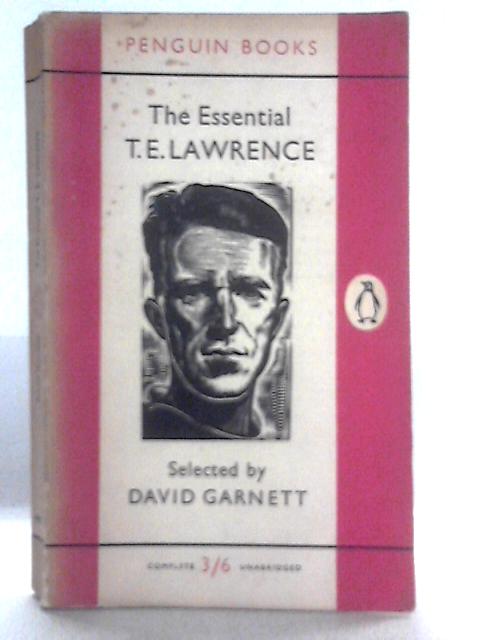 PENGUIN BOOKS
The Essential
T.E. LAWRENCE
Selected by
DAVID GARNETT
COMPLETE 3/6 UNABRIDGED